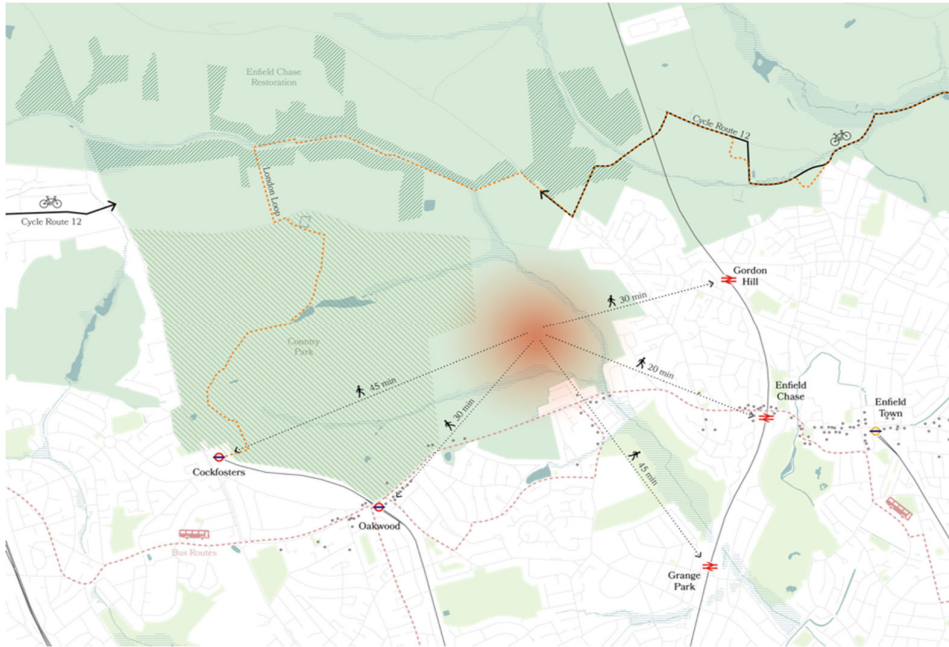 Enfield Chase
Restoration
Cycle Route 12
London Loop
Cycle Route 12
Gordon
Hill
30 min
Country
Park
45 min
30 min
20 min
45 min
Enfield
Chase
Enfield
Town
Cockfosters
Oakwood
Bus Routes
Grange
Park